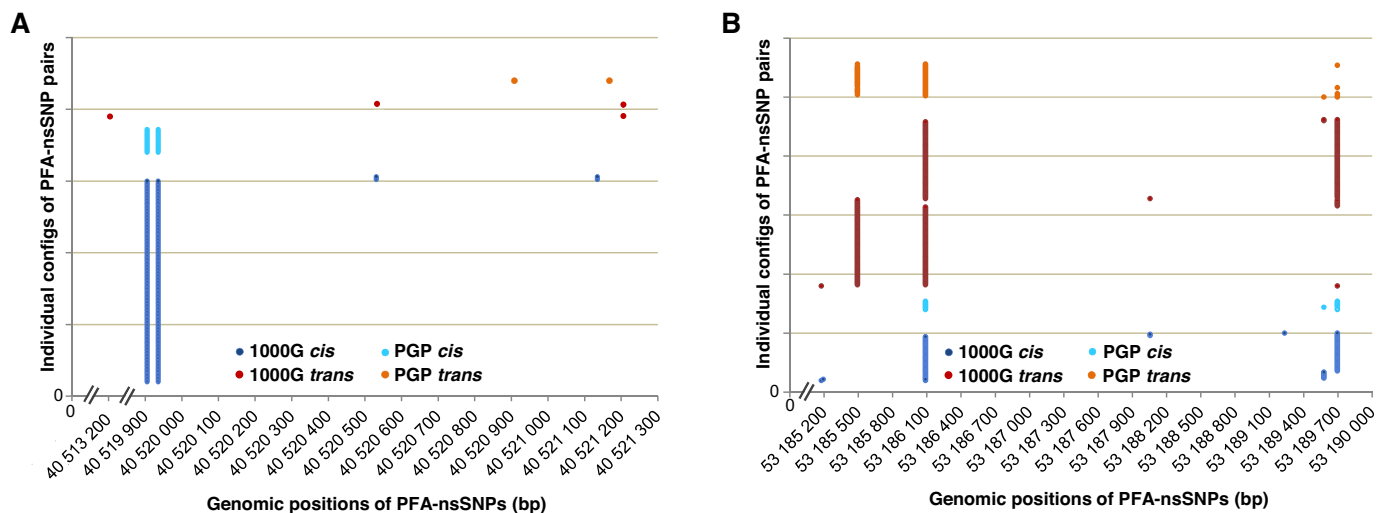 A
Individual configs of PFA-nsSNP pairs
1000G cis
PGP cis
1000G trans
PGP trans
0
0
40 513 200
40 519 900
40 520 000
40 520 100
40 520 200
40 520 300
40 520 400
40 520 500
40 520 600
40 520 700
40 520 800
40 520 900
40 521 000
40 521 100
40 521 200
40 521 300
Genomic positions of PFA-nsSNPs (bp)
B
Individual configs of PFA-nsSNP pairs
1000G cis
PGP cis
1000G trans
PGP trans
0
0
53 185 200
53 185 500
53 185 800
53 186 100
53 186 400
53 186 700
53 187 000
53 187 300
53 187 600
53 187 900
53 188 200
53 188 500
53 188 800
53 189 100
53 189 400
53 189 700
53 190 000
Genomic positions of PFA-nsSNPs (bp)